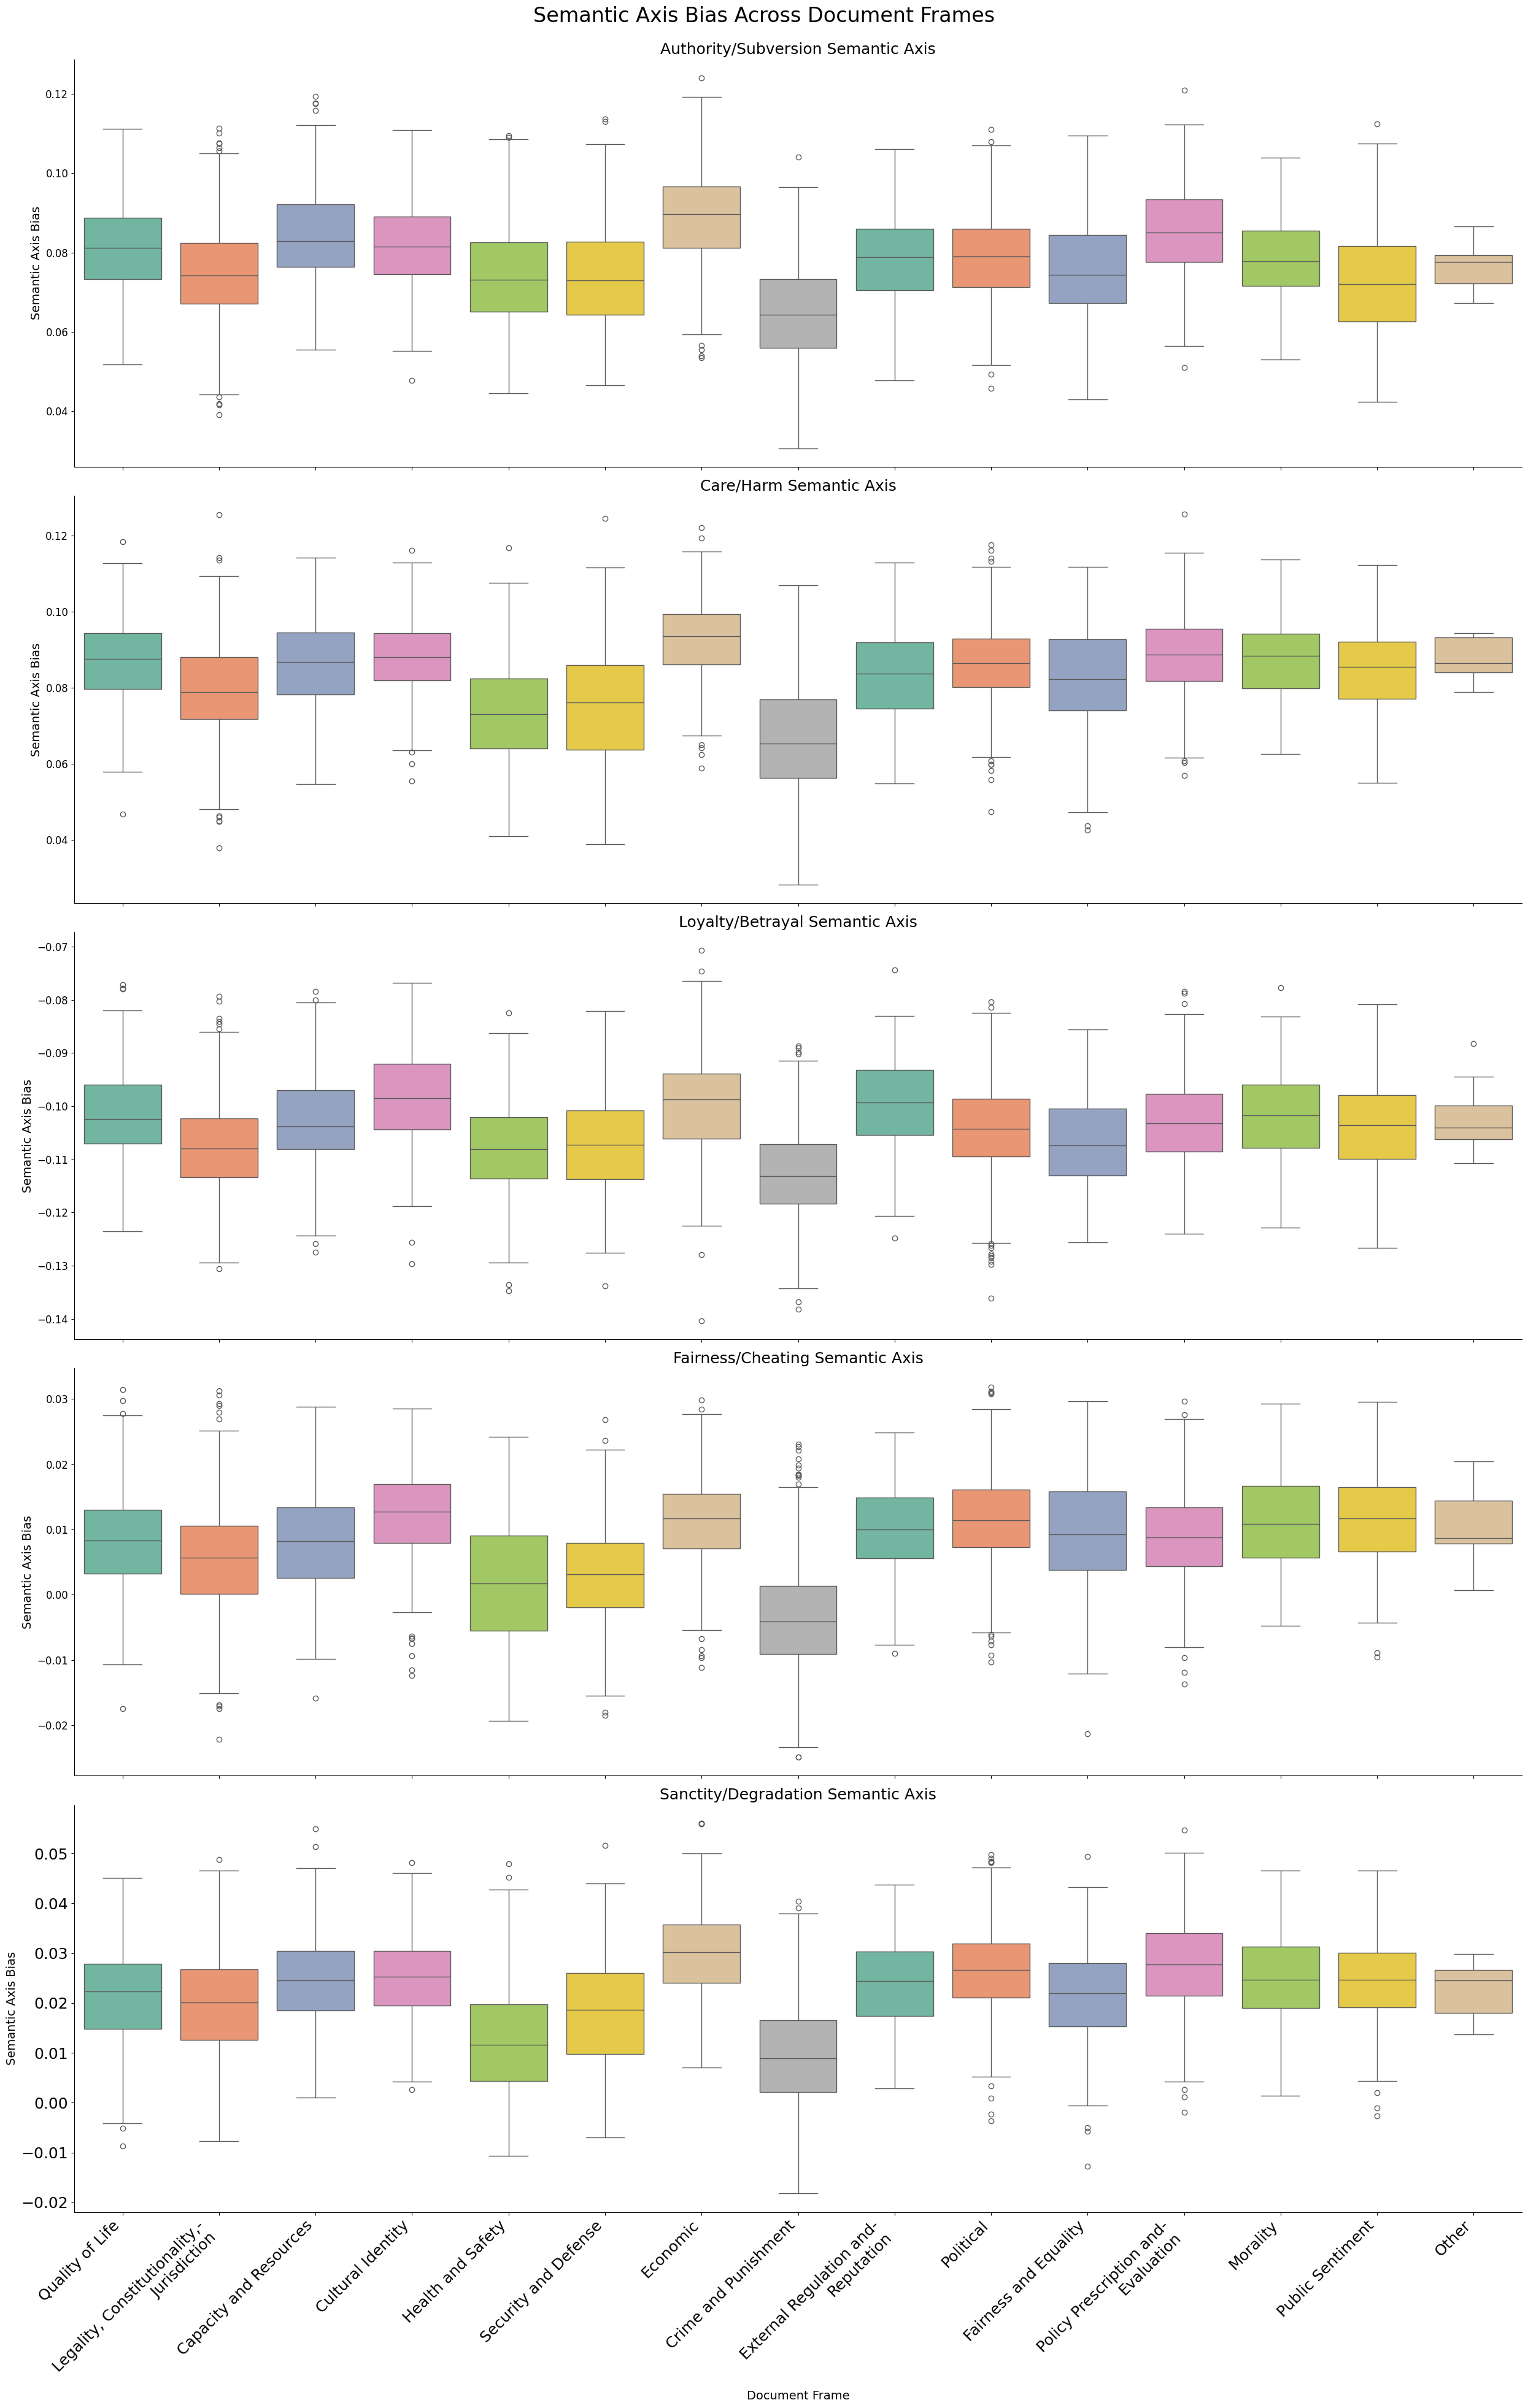 Semantic Axis Bias Across Document Frames
Authority/Subversion Semantic Axis
Semantic Axis Bias
0.12
0.10
0.08
0.06
0.04
Care/Harm Semantic Axis
Semantic Axis Bias
0.12
0.10
0.08
0.06
0.04
Loyalty/Betrayal Semantic Axis
Semantic Axis Bias
−0.07
−0.08
−0.09
−0.10
−0.11
−0.12
−0.13
−0.14
Fairness/Cheating Semantic Axis
Semantic Axis Bias
0.03
0.02
0.01
0.00
−0.01
−0.02
Sanctity/Degradation Semantic Axis
Semantic Axis Bias
0.05
0.04
0.03
0.02
0.01
0.00
−0.01
−0.02
Quality of Life
Legality, Constitutionality,-
Jurisdiction
Capacity and Resources
Cultural Identity
Health and Safety
Security and Defense
Economic
Crime and Punishment
External Regulation and-
Reputation
Political
Fairness and Equality
Policy Prescription and-
Evaluation
Morality
Public Sentiment
Other
Document Frame